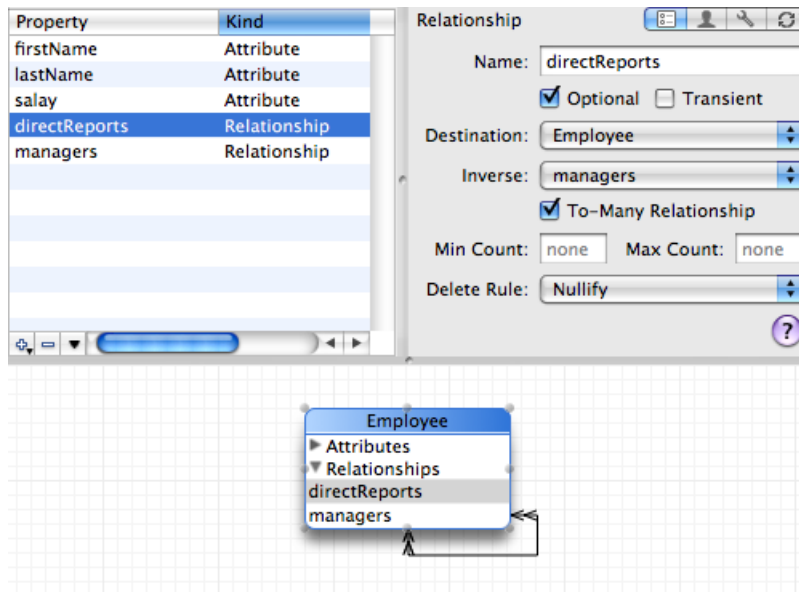 Property Kind
firstName Attribute
lastName Attribute
salay Attribute
directReports Relationship
managers Relationship
Relationship
Name: directReports
Optional Transient
Destination: Employee
Inverse: managers
To-Many Relationship
Min Count: none Max Count: none
Delete Rule: Nullify
?
Employee
Attributes
Relationships
directReports
managers